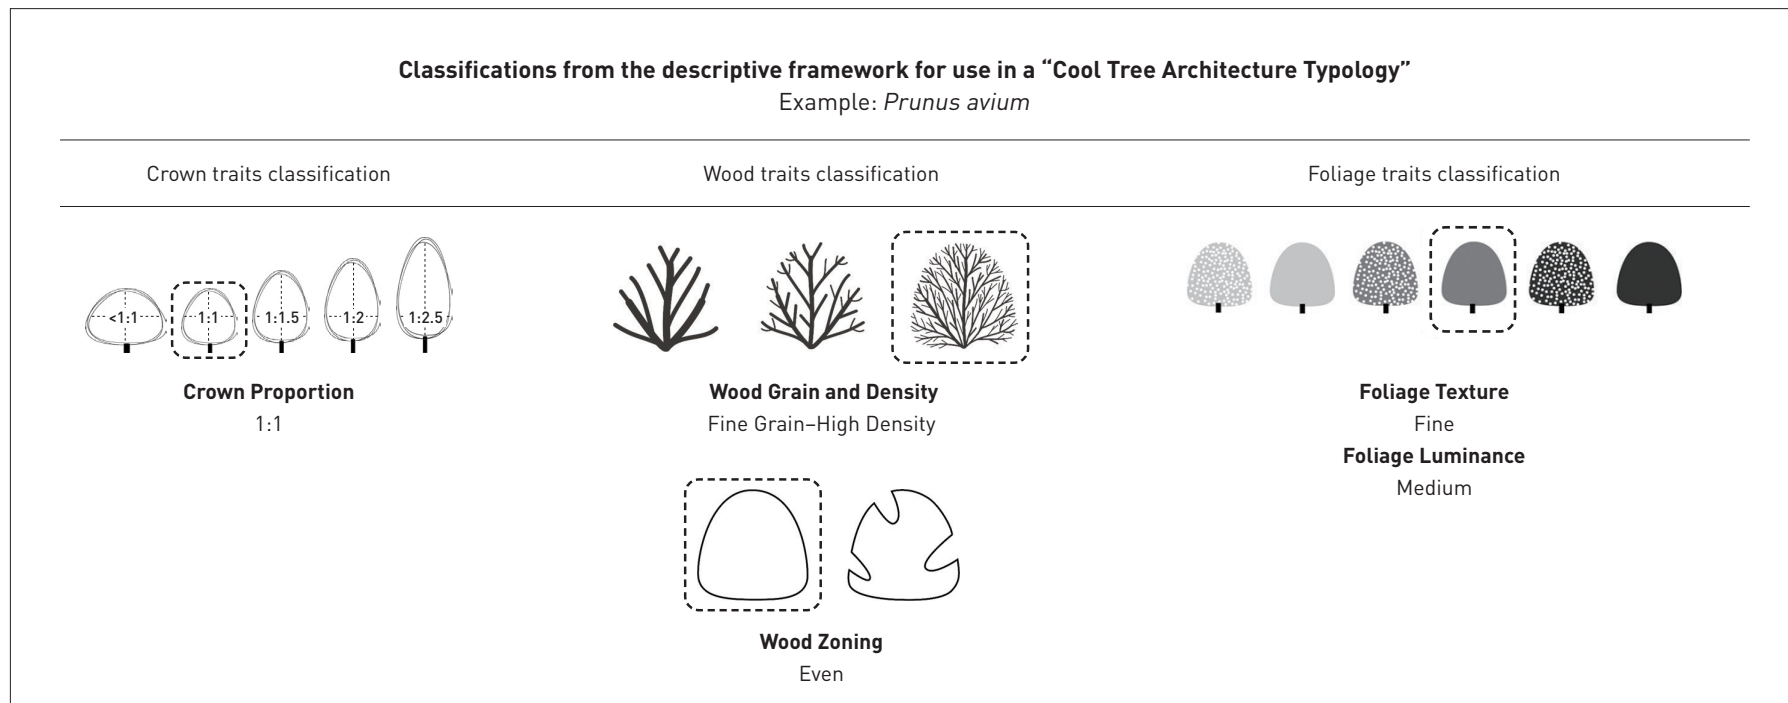 Classifications from the descriptive framework for use in a “Cool Tree Architecture Typology”
Example: Prunus avium
Crown traits classification
Wood traits classification
Foliage traits classification
<1:1
1:1
1:1.5
1:2
1:2.5
Crown Proportion
1:1
Wood Grain and Density
Fine Grain–High Density
Wood Zoning
Even
Foliage Texture
Fine
Foliage Luminance
Medium